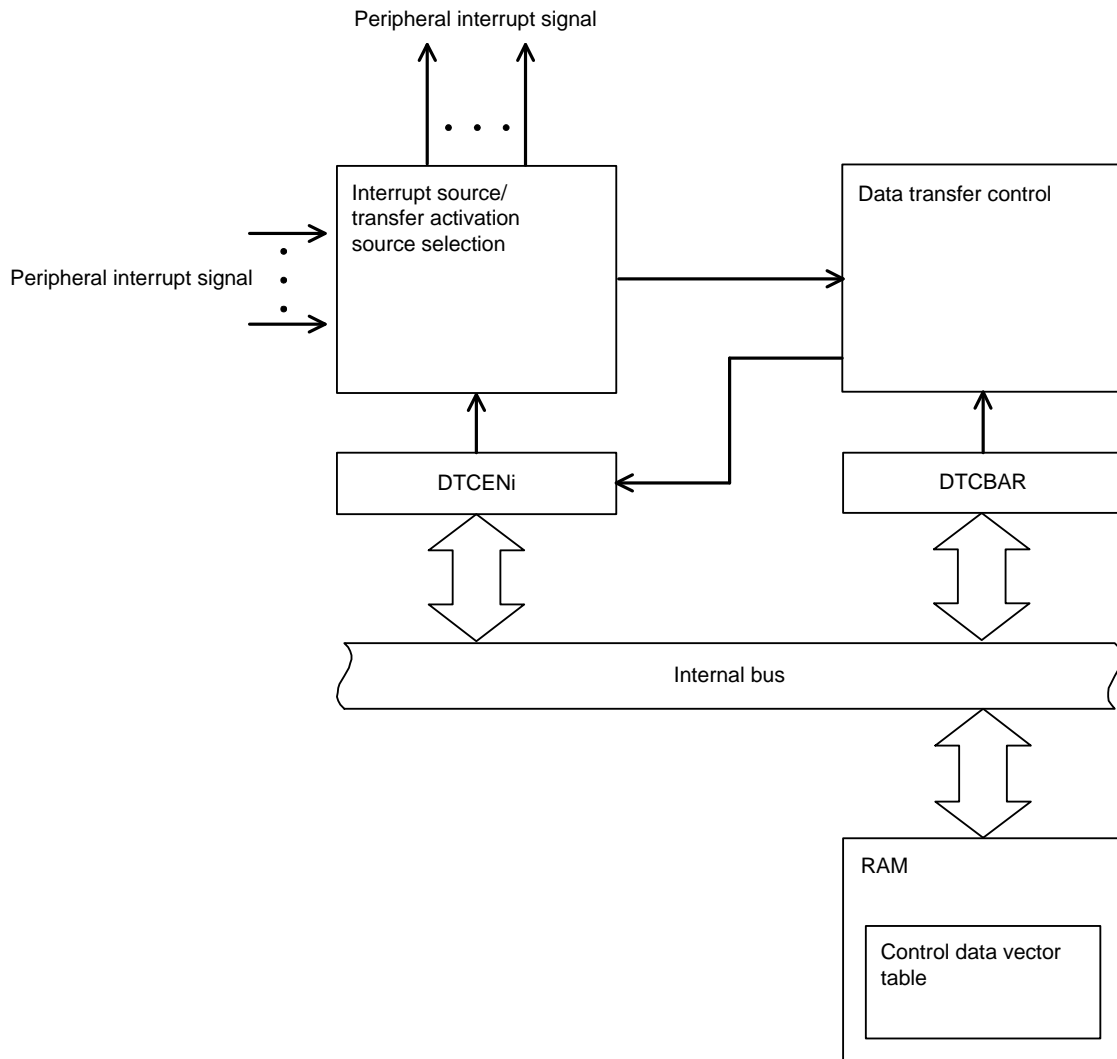 Peripheral interrupt signal
Interrupt source/
transfer activation
source selection
Data transfer control
Peripheral interrupt signal
DTCENi
DTCBAR
Internal bus
RAM
Control data vector
table